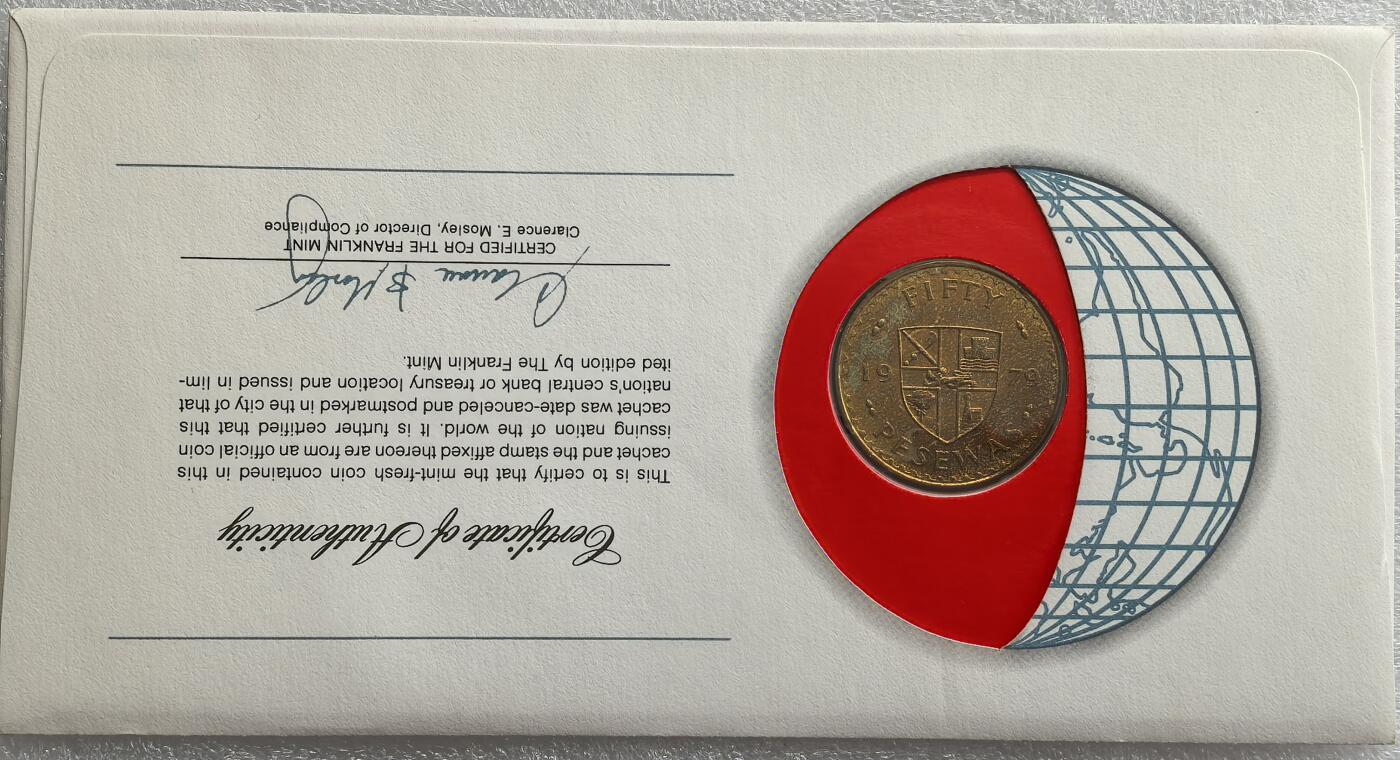 Certificate of Authenticity
This is to certify that the mint-fresh coin contained in this
cachet and the stamp affixed thereon are from an official coin
issuing nation of the world. It is further certified that this
cachet was date-canceled and postmarked in the city of that
nation's central bank or treasury location and issued in lim-
ited edition by The Franklin Mint.
Clarence E Mosley
CERTIFIED FOR THE FRANKLIN MINT
Clarence E. Mosley, Director of Compliance
FIFTY
19 79
PESEWAS